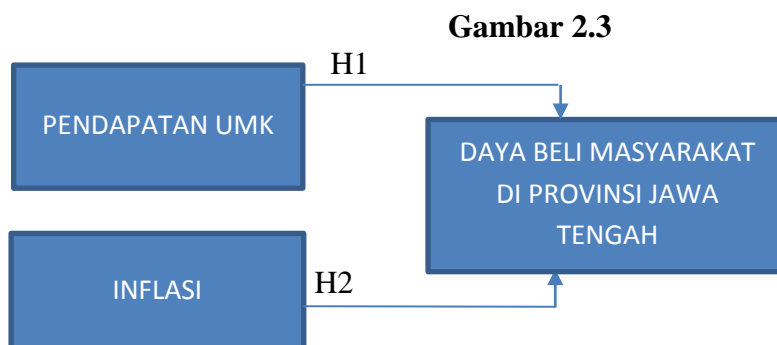 Gambar 2.3
H1
PENDAPATAN UMK
DAYA BELI MASYARAKAT
DI PROVINSI JAWA
TENGAH
INFLASI
H2